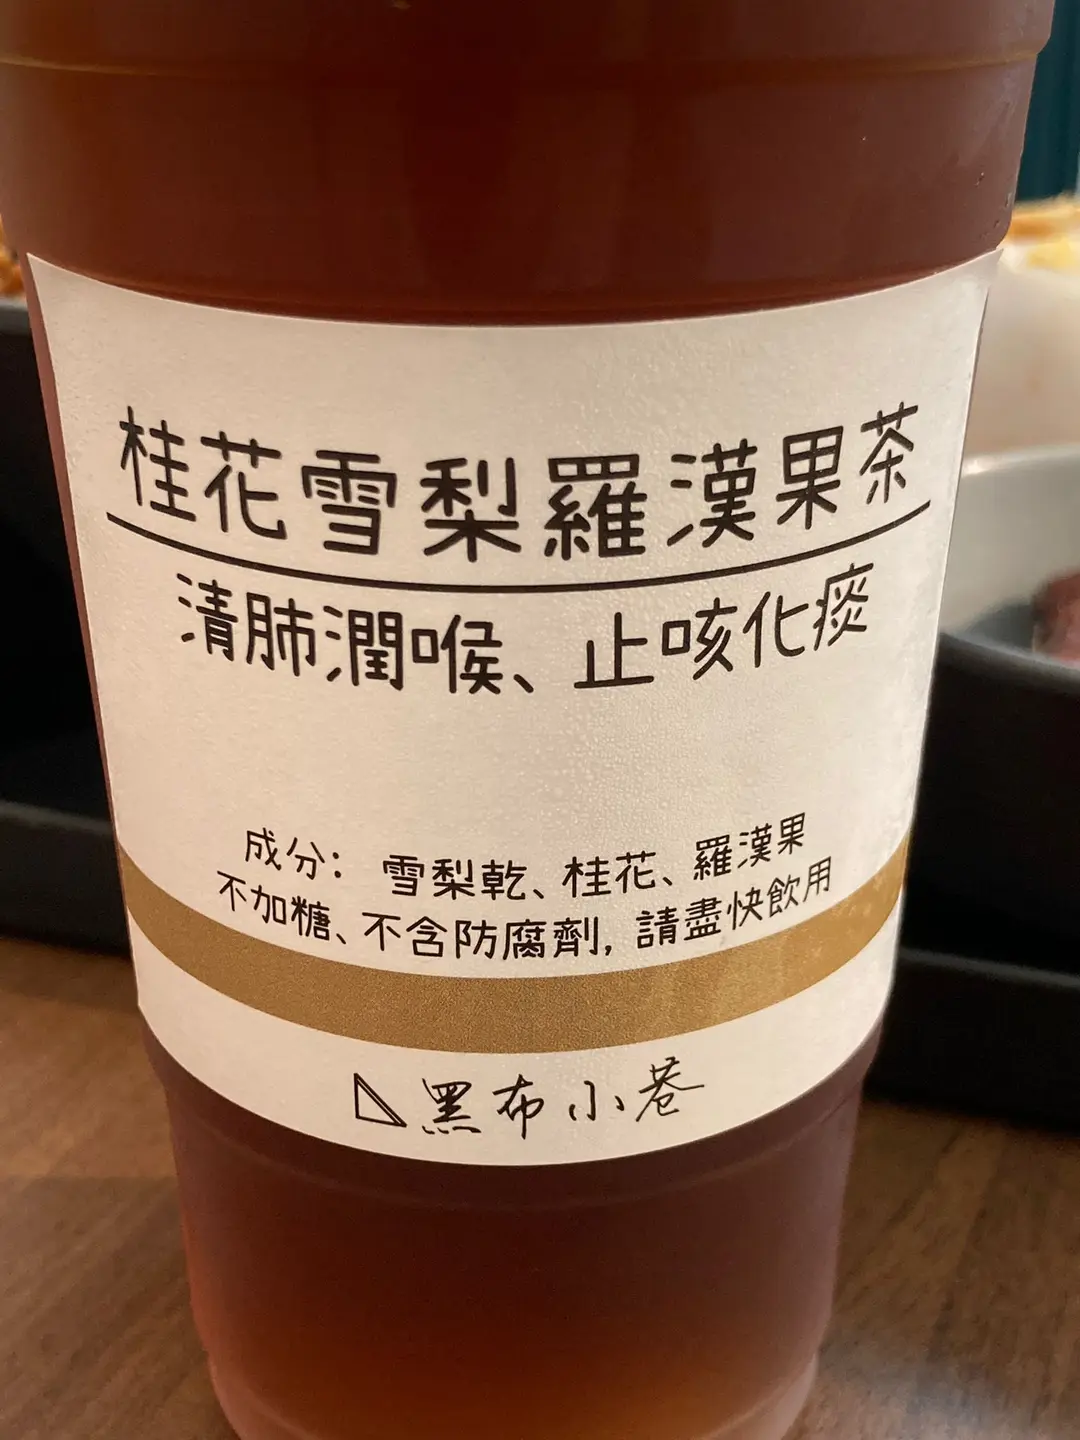 桂花雪梨羅漢果茶
清肺潤喉、止咳化痰
成分： 雪梨乾、桂花、羅漢果
不加糖、不含防腐劑，請盡快飲用
黑布小巷